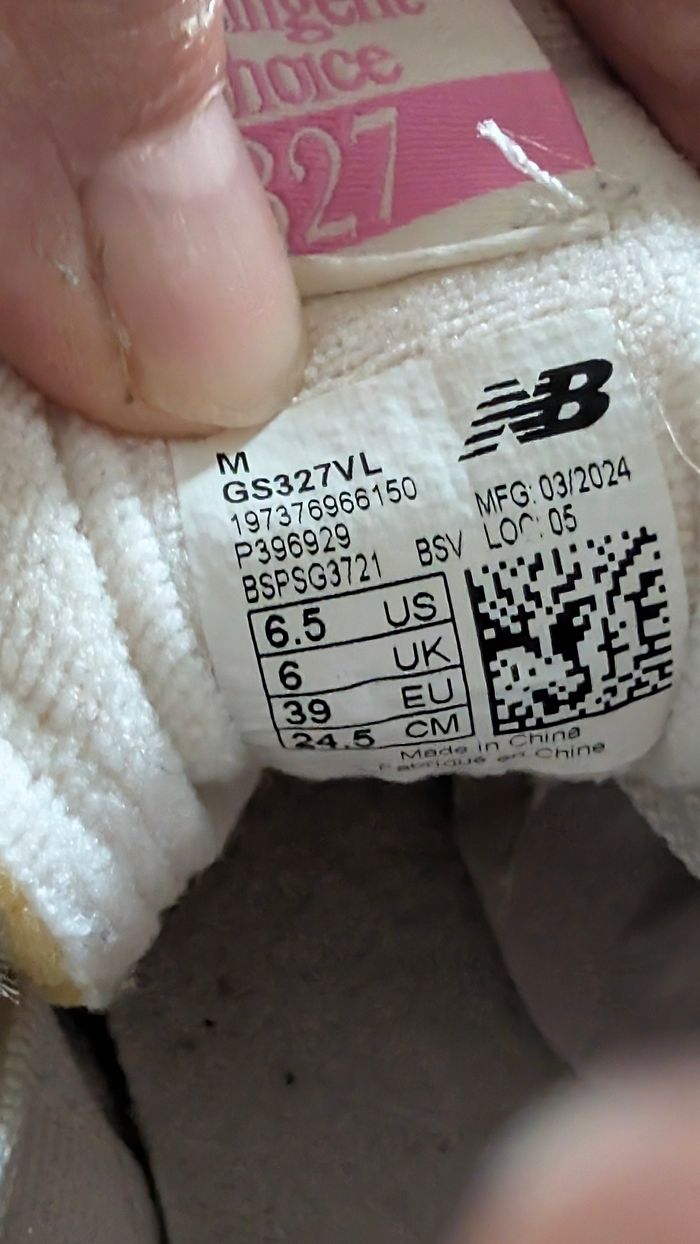 hoice
327
NB
M
GS327VL
197376966150
P396929
BSPSG3721 BSV
MFG: 03/2024
LOC: 05
6.5 US
6 UK
39 EU
24.5 CM
Made in China
Fabriqué en Chine